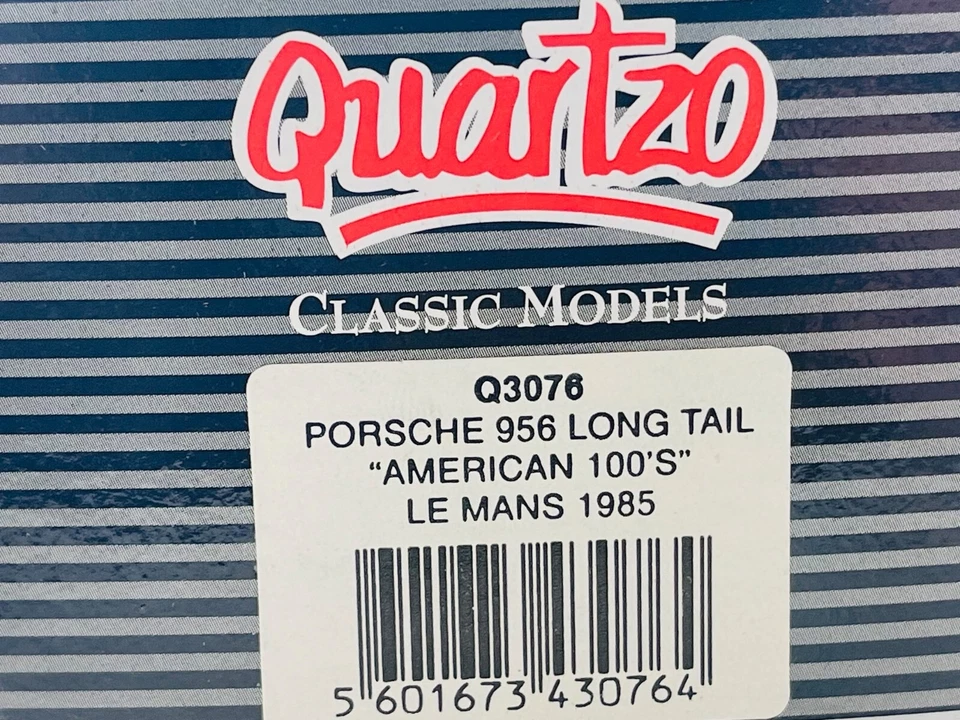 Quartzo
CLASSIC MODELS
Q3076
PORSCHE 956 LONG TAIL
“AMERICAN 100'S”
LE MANS 1985
5 601673 430764